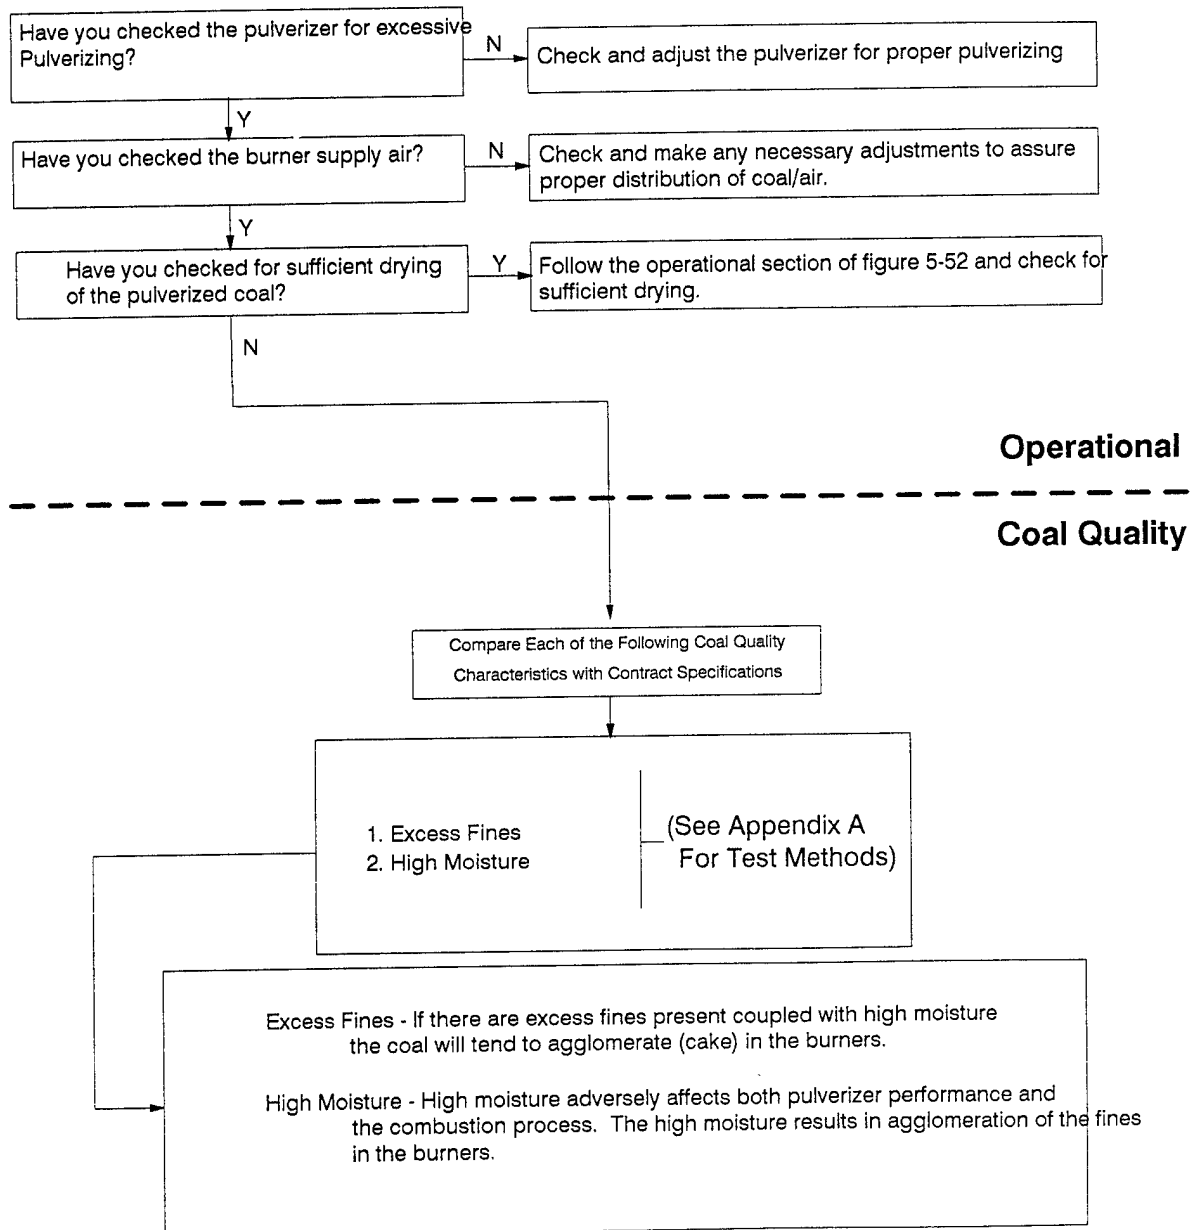 Have you checked the pulverizer for excessive
Pulverizing?
N
Check and adjust the pulverizer for proper pulverizing
Y
Have you checked the burner supply air?
N
Check and make any necessary adjustments to assure
proper distribution of coal/air.
Y
Have you checked for sufficient drying
of the pulverized coal?
Y
Follow the operational section of figure 5-52 and check for
sufficient drying.
N
Operational
Coal Quality
Compare Each of the Following Coal Quality
Characteristics with Contract Specifications
1. Excess Fines
2. High Moisture
(See Appendix A
For Test Methods)
Excess Fines - If there are excess fines present coupled with high moisture
the coal will tend to agglomerate (cake) in the burners.
High Moisture - High moisture adversely affects both pulverizer performance and
the combustion process. The high moisture results in agglomeration of the fines
in the burners.